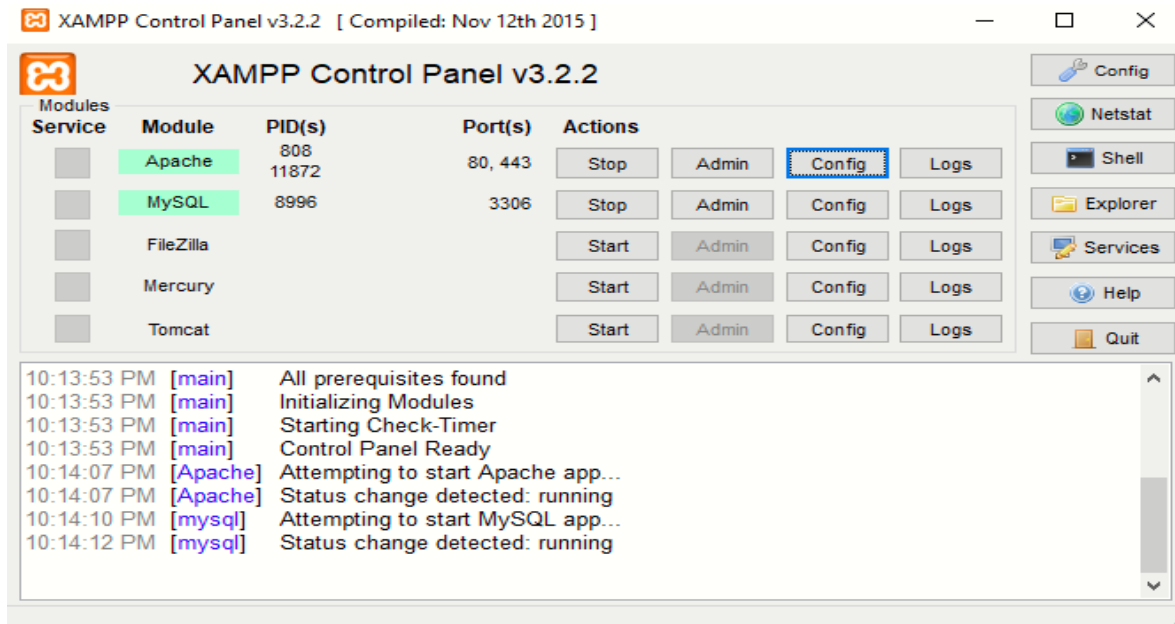 XAMPP Control Panel v3.2.2 [ Compiled: Nov 12th 2015 ]
XAMPP Control Panel v3.2.2
Config
Modules
Service Module PID(s) Port(s) Actions
Netstat
Apache 808 11872 80, 443 Stop Admin Config Logs
Shell
MySQL 8996 3306 Stop Admin Config Logs
Explorer
FileZilla Start Admin Config Logs
Services
Mercury Start Admin Config Logs
Help
Tomcat Start Admin Config Logs
Quit
10:13:53 PM [main] All prerequisites found
10:13:53 PM [main] Initializing Modules
10:13:53 PM [main] Starting Check-Timer
10:13:53 PM [main] Control Panel Ready
10:14:07 PM [Apache] Attempting to start Apache app...
10:14:07 PM [Apache] Status change detected: running
10:14:10 PM [mysql] Attempting to start MySQL app...
10:14:12 PM [mysql] Status change detected: running